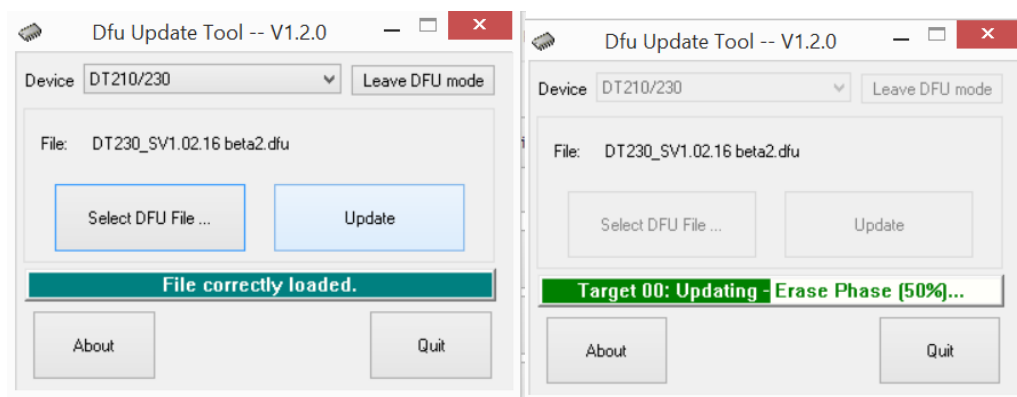 Dfu Update Tool -- V1.2.0
Device DT210/230 Leave DFU mode
File: DT230_SV1.02.16 beta2.dfu
Select DFU File ... Update
File correctly loaded.
About Quit
Dfu Update Tool -- V1.2.0
Device DT210/230 Leave DFU mode
File: DT230_SV1.02.16 beta2.dfu
Select DFU File ... Update
Target 00: Updating - Erase Phase (50%)...
About Quit